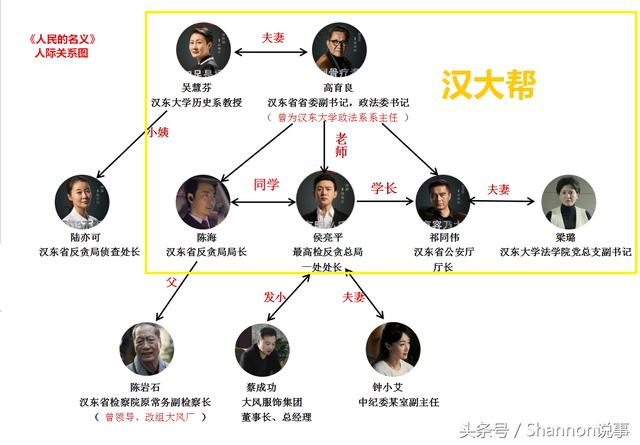 《人民的名义》
人际关系图
夫妻
汉大帮
吴慧芬
汉东大学历史系教授
高育良
汉东省省委副书记，政法委书记
（ 曾为汉东大学政法系系主任 ）
小姨
老师
同学
学长
夫妻
陆亦可
汉东省反贪局侦查处长
陈海
汉东省反贪局局长
侯亮平
最高检反贪总局
一处处长
祁同伟
汉东省公安厅
厅长
梁璐
汉东大学法学院党总支副书记
父
发小
夫妻
陈岩石
汉东省检察院原常务副检察长
（ 曾领导、改组大风厂 ）
蔡成功
大风服饰集团
董事长、总经理
钟小艾
中纪委某室副主任
头条号／Shannon说事